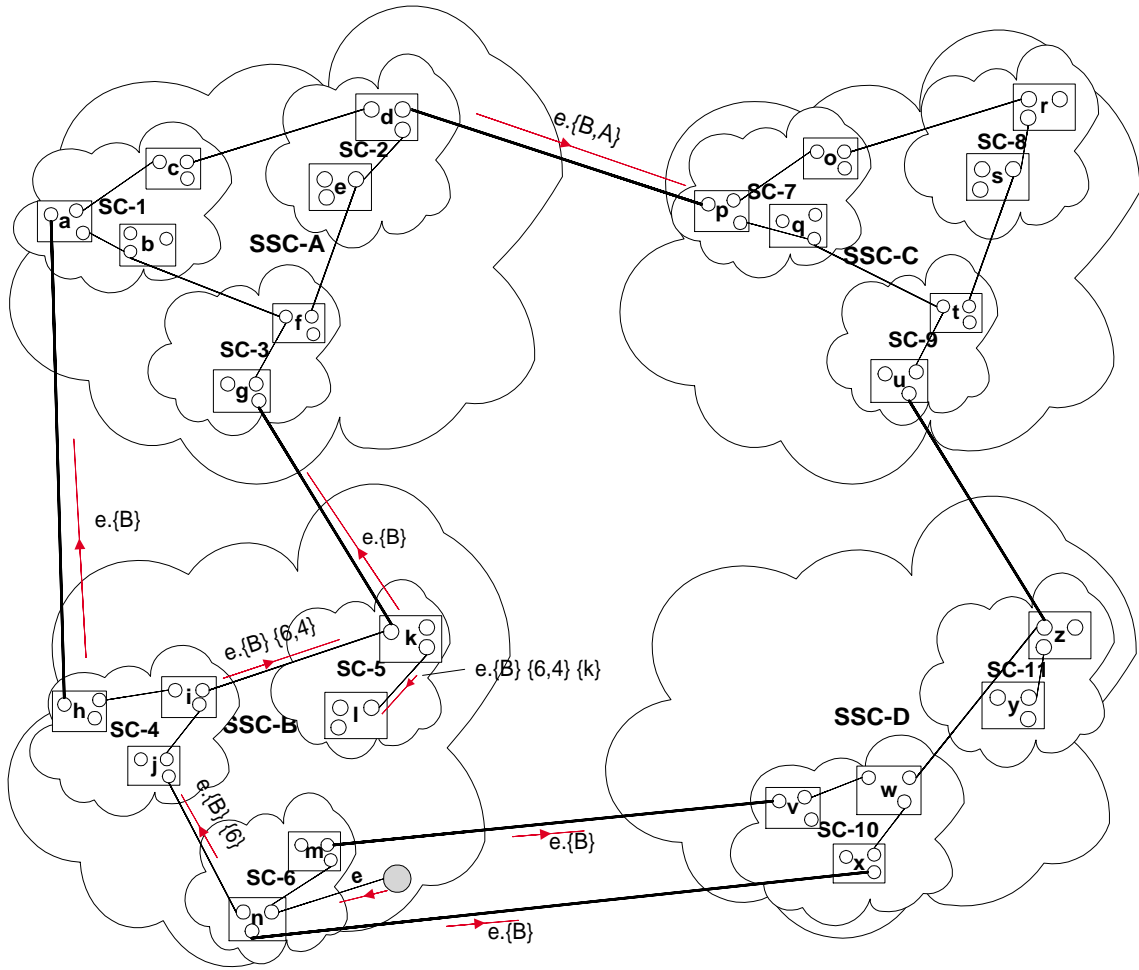 e.{B,A}
r
d
SC-2
SC-8
o
c
s
e
SC-7
SC-1
p
a
q
b
SSC-A
SSC-C
t
f
SC-9
SC-3
u
g
e.{B}
e.{B}
e.{B} {6,4}
k
z
SC-5
e.{B} {6,4} {k}
SC-11
i
y
h
l
SSC-B
SSC-D
SC-4
j
w
v
e.{B} {6}
SC-10
e.{B}
m
x
SC-6
e
n
e.{B}